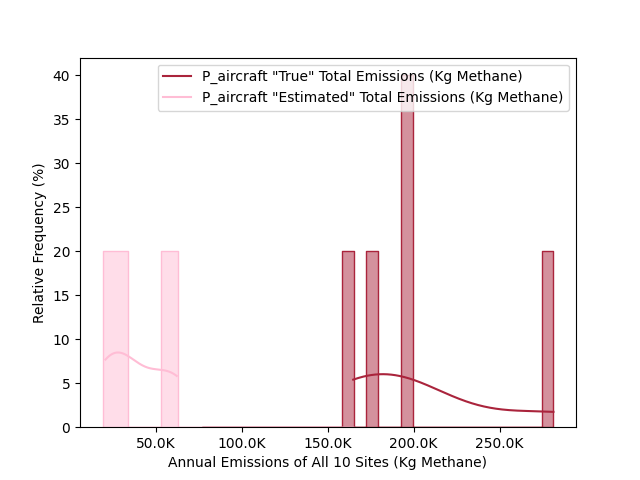 P_aircraft "True" Total Emissions (Kg Methane)
P_aircraft "Estimated" Total Emissions (Kg Methane)
40
35
30
25
20
15
10
5
0
Relative Frequency (%)
50.0K 100.0K 150.0K 200.0K 250.0K
Annual Emissions of All 10 Sites (Kg Methane)